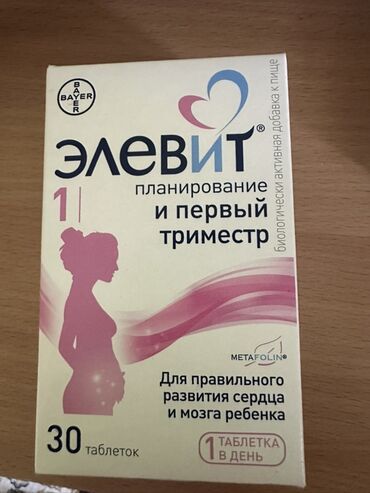 BAYER
BAYER
ЭЛЕВИТ®
1
планирование
и первый
триместр
биологически активная добавка к пище
METAFOLIN®
Для правильного
развития сердца
и мозга ребенка
30 таблеток
1 ТАБЛЕТКА
В ДЕНЬ